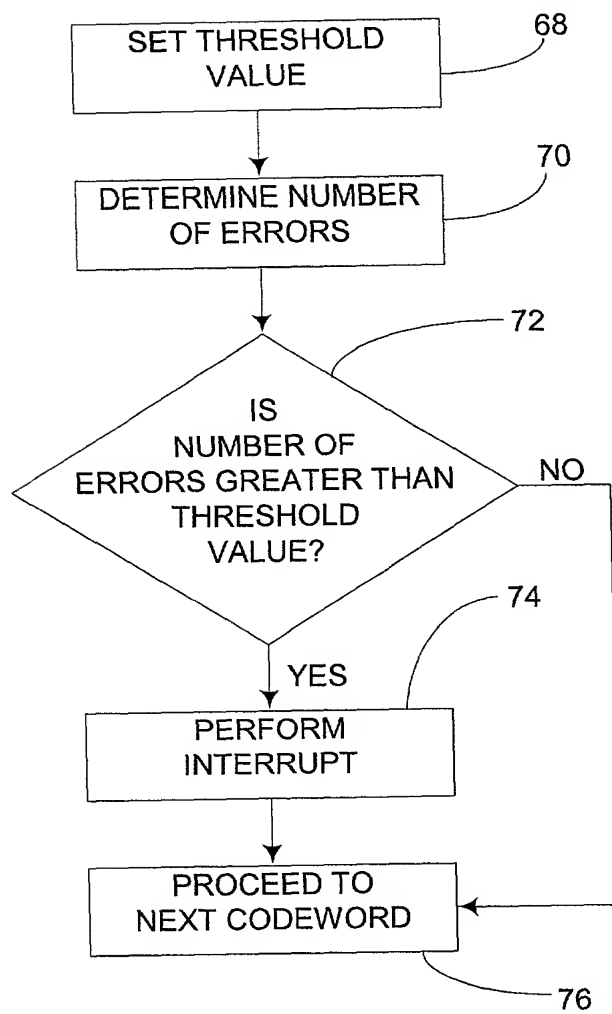 SET THRESHOLD
VALUE
68
DETERMINE NUMBER
OF ERRORS
70
72
IS
NUMBER OF
ERRORS GREATER THAN
THRESHOLD
VALUE?
NO
74
YES
PERFORM
INTERRUPT
PROCEED TO
NEXT CODEWORD
76